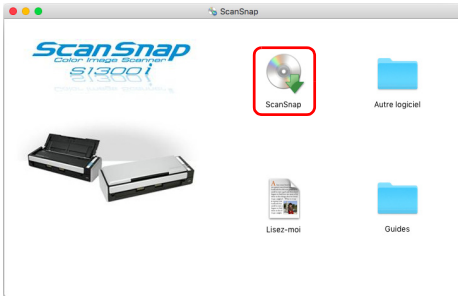 ScanSnap
ScanSnap
Color Image Scanner
S1300i
ScanSnap
Autre logiciel
Lisez-moi
Guides